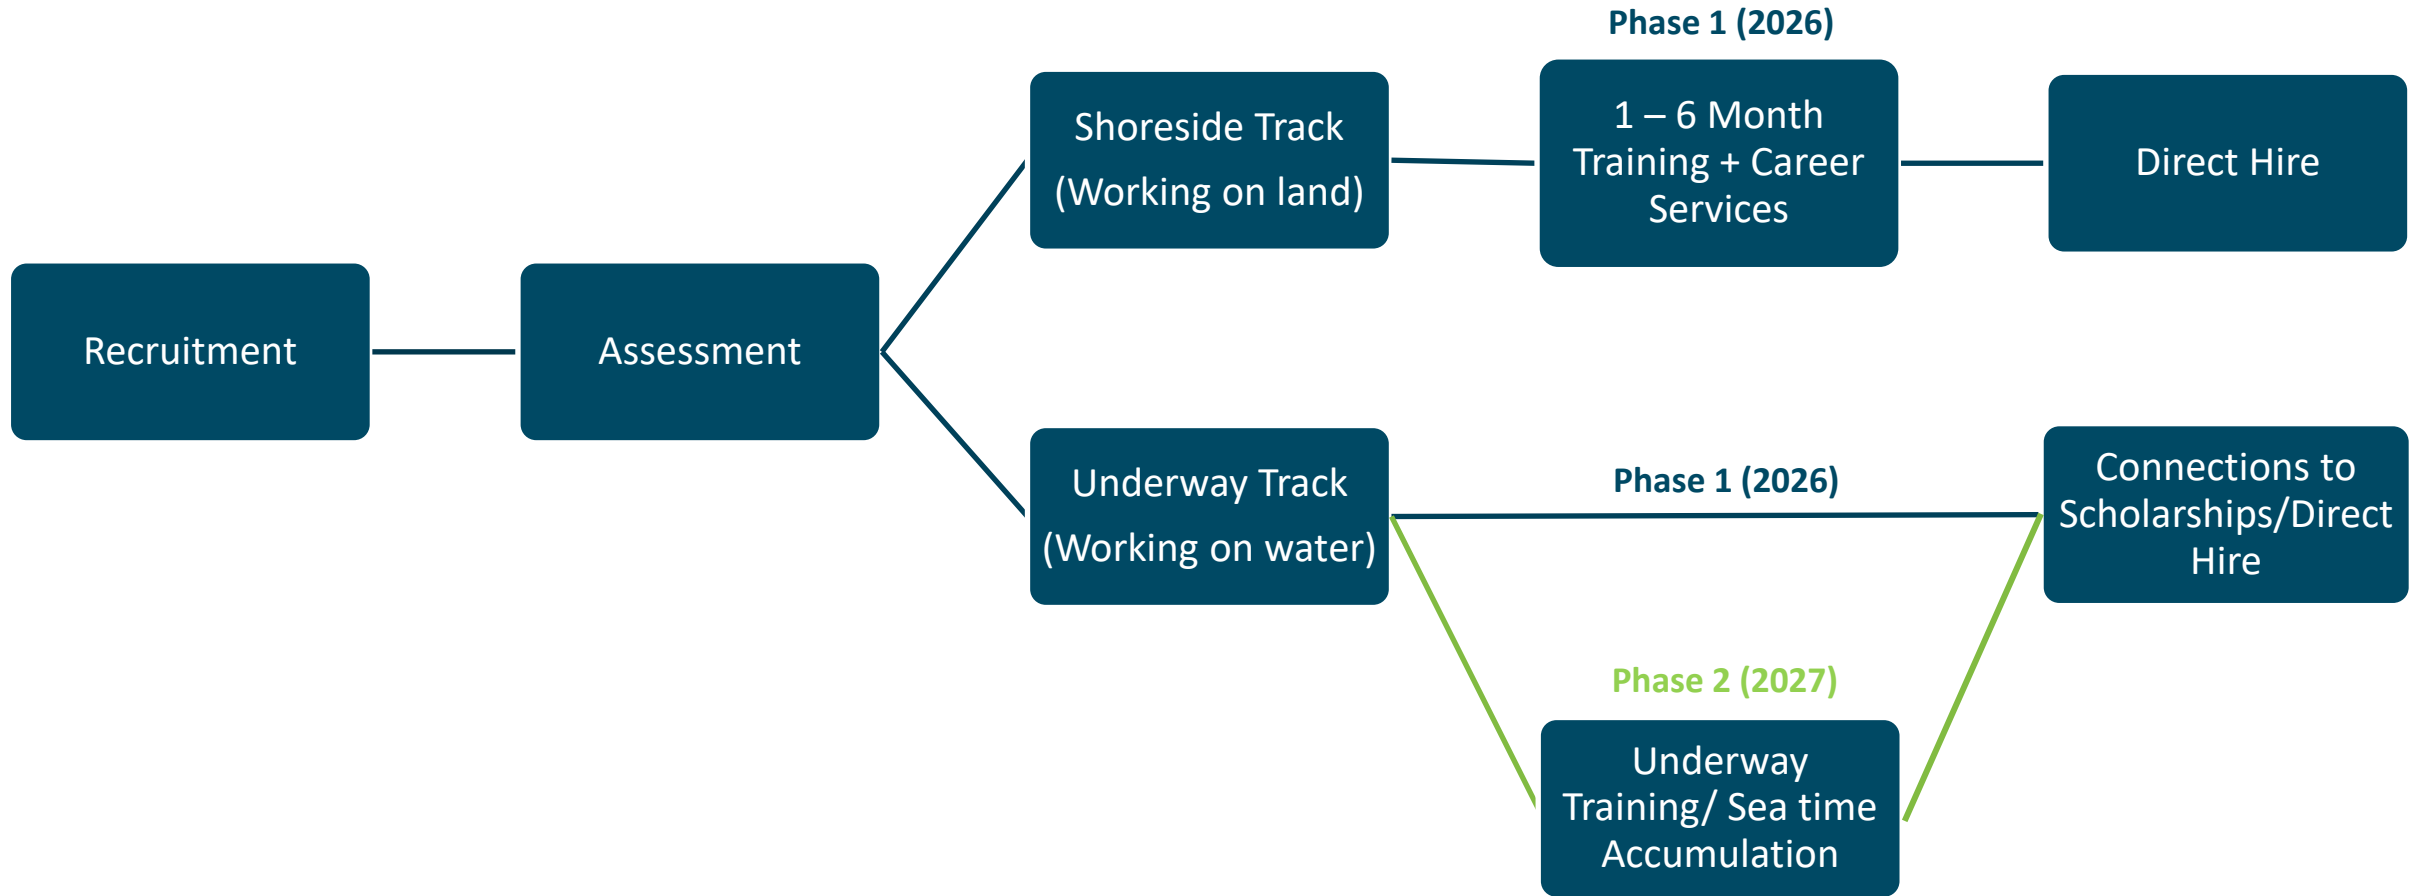 Recruitment
Assessment
Shoreside Track
(Working on land)
Phase 1 (2026)
1 – 6 Month
Training + Career
Services
Direct Hire
Underway Track
(Working on water)
Phase 1 (2026)
Connections to
Scholarships/Direct
Hire
Phase 2 (2027)
Underway
Training/ Sea time
Accumulation